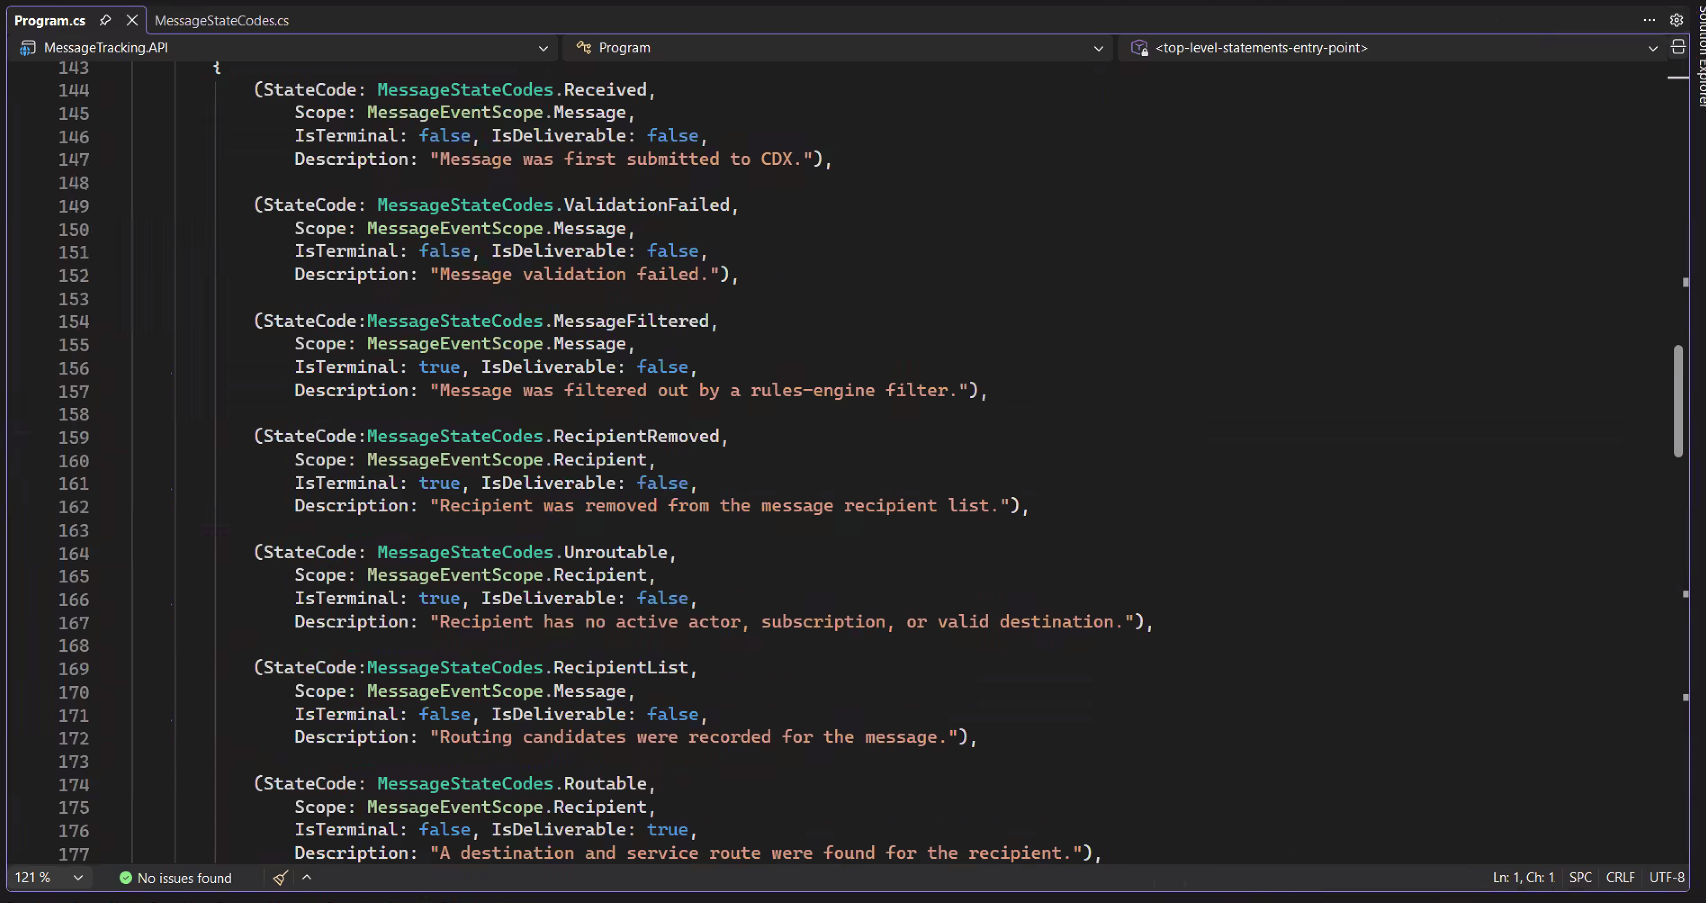 Program.cs
MessageStateCodes.cs
MessageTracking.API
Program
<top-level-statements-entry-point>
Solution Explorer
143 {
144 (StateCode: MessageStateCodes.Received,
145 Scope: MessageEventScope.Message,
146 IsTerminal: false, IsDeliverable: false,
147 Description: "Message was first submitted to CDX."),
148
149 (StateCode: MessageStateCodes.ValidationFailed,
150 Scope: MessageEventScope.Message,
151 IsTerminal: false, IsDeliverable: false,
152 Description: "Message validation failed."),
153
154 (StateCode:MessageStateCodes.MessageFiltered,
155 Scope: MessageEventScope.Message,
156 IsTerminal: true, IsDeliverable: false,
157 Description: "Message was filtered out by a rules-engine filter."),
158
159 (StateCode:MessageStateCodes.RecipientRemoved,
160 Scope: MessageEventScope.Recipient,
161 IsTerminal: true, IsDeliverable: false,
162 Description: "Recipient was removed from the message recipient list."),
163
164 (StateCode: MessageStateCodes.Unroutable,
165 Scope: MessageEventScope.Recipient,
166 IsTerminal: true, IsDeliverable: false,
167 Description: "Recipient has no active actor, subscription, or valid destination."),
168
169 (StateCode:MessageStateCodes.RecipientList,
170 Scope: MessageEventScope.Message,
171 IsTerminal: false, IsDeliverable: false,
172 Description: "Routing candidates were recorded for the message."),
173
174 (StateCode: MessageStateCodes.Routable,
175 Scope: MessageEventScope.Recipient,
176 IsTerminal: false, IsDeliverable: true,
177 Description: "A destination and service route were found for the recipient."),
121 %
No issues found
Ln: 1, Ch: 1
SPC
CRLF
UTF-8